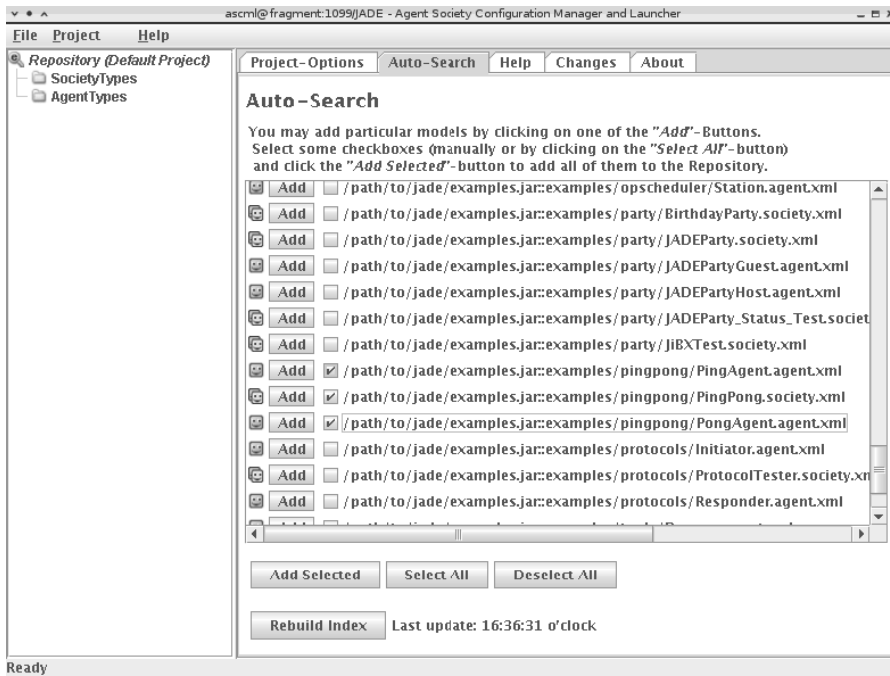 ascml@fragment:1099/JADE - Agent Society Configuration Manager and Launcher
File Project Help
Repository (Default Project)
SocietyTypes
AgentTypes
Project-Options Auto-Search Help Changes About
Auto-Search
You may add particular models by clicking on one of the "Add"-Buttons.
Select some checkboxes (manually or by clicking on the "Select All"-button)
and click the "Add Selected"-button to add all of them to the Repository.
Add /path/to/jade/examples.jar::examples/opscheduler/Station.agent.xml
Add /path/to/jade/examples.jar::examples/party/BirthdayParty.society.xml
Add /path/to/jade/examples.jar::examples/party/JADEParty.society.xml
Add /path/to/jade/examples.jar::examples/party/JADEPartyGuest.agent.xml
Add /path/to/jade/examples.jar::examples/party/JADEPartyHost.agent.xml
Add /path/to/jade/examples.jar::examples/party/JADEParty_Status_Test.societ
Add /path/to/jade/examples.jar::examples/party/JiBXTest.society.xml
Add /path/to/jade/examples.jar::examples/pingpong/PingAgent.agent.xml
Add /path/to/jade/examples.jar::examples/pingpong/PingPong.society.xml
Add /path/to/jade/examples.jar::examples/pingpong/PongAgent.agent.xml
Add /path/to/jade/examples.jar::examples/protocols/Initiator.agent.xml
Add /path/to/jade/examples.jar::examples/protocols/ProtocolTester.society.xm
Add /path/to/jade/examples.jar::examples/protocols/Responder.agent.xml
Add Selected Select All Deselect All
Rebuild Index Last update: 16:36:31 o'clock
Ready